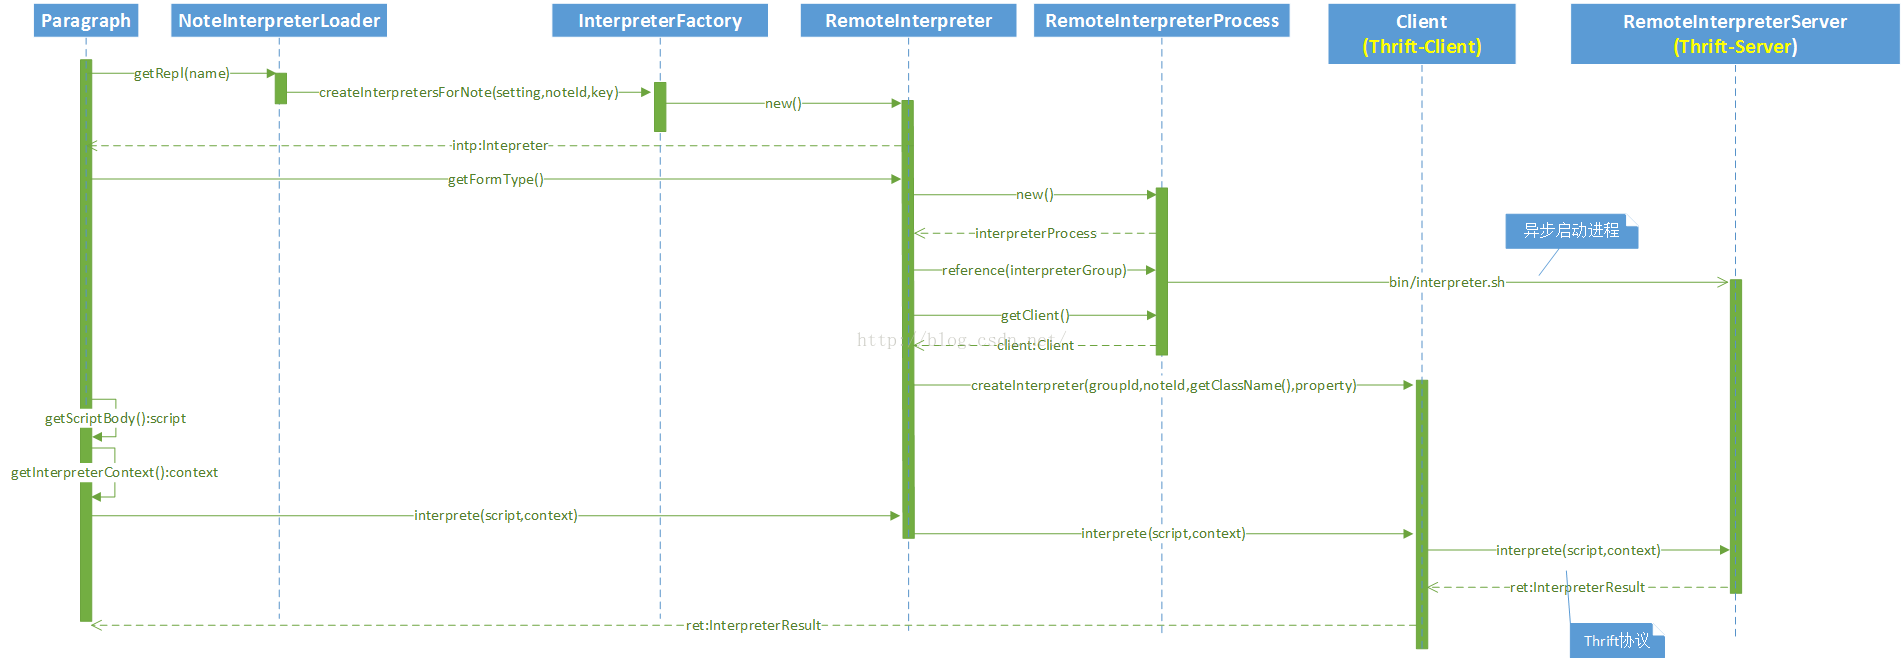 Paragraph
NoteInterpreterLoader
InterpreterFactory
RemoteInterpreter
RemoteInterpreterProcess
Client
(Thrift-Client)
RemoteInterpreterServer
(Thrift-Server)
getRepl(name)
createInterpretersForNote(setting,noteId,key)
new()
intp:Intepreter
getFormType()
new()
interpreterProcess
异步启动进程
reference(interpreterGroup)
bin/interpreter.sh
getClient()
http://blog.csdn.net/
client:Client
createInterpreter(groupId,noteId,getClassName(),property)
getScriptBody():script
getInterpreterContext():context
interprete(script,context)
interprete(script,context)
interprete(script,context)
ret:InterpreterResult
ret:InterpreterResult
Thrift协议